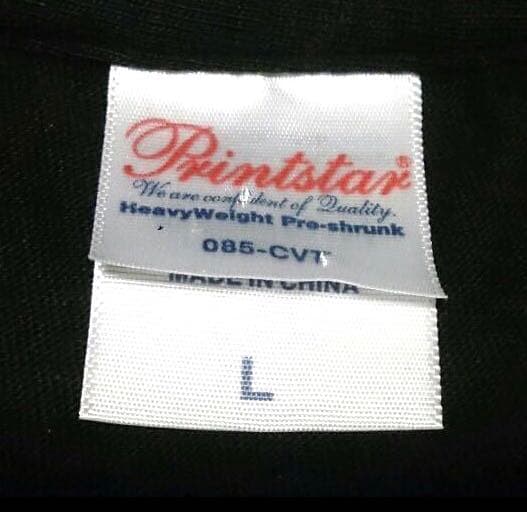 Printstar®
We are confident of Quality.
HeavyWeight Pre-shrunk
085-CVT
MADE IN CHINA
L